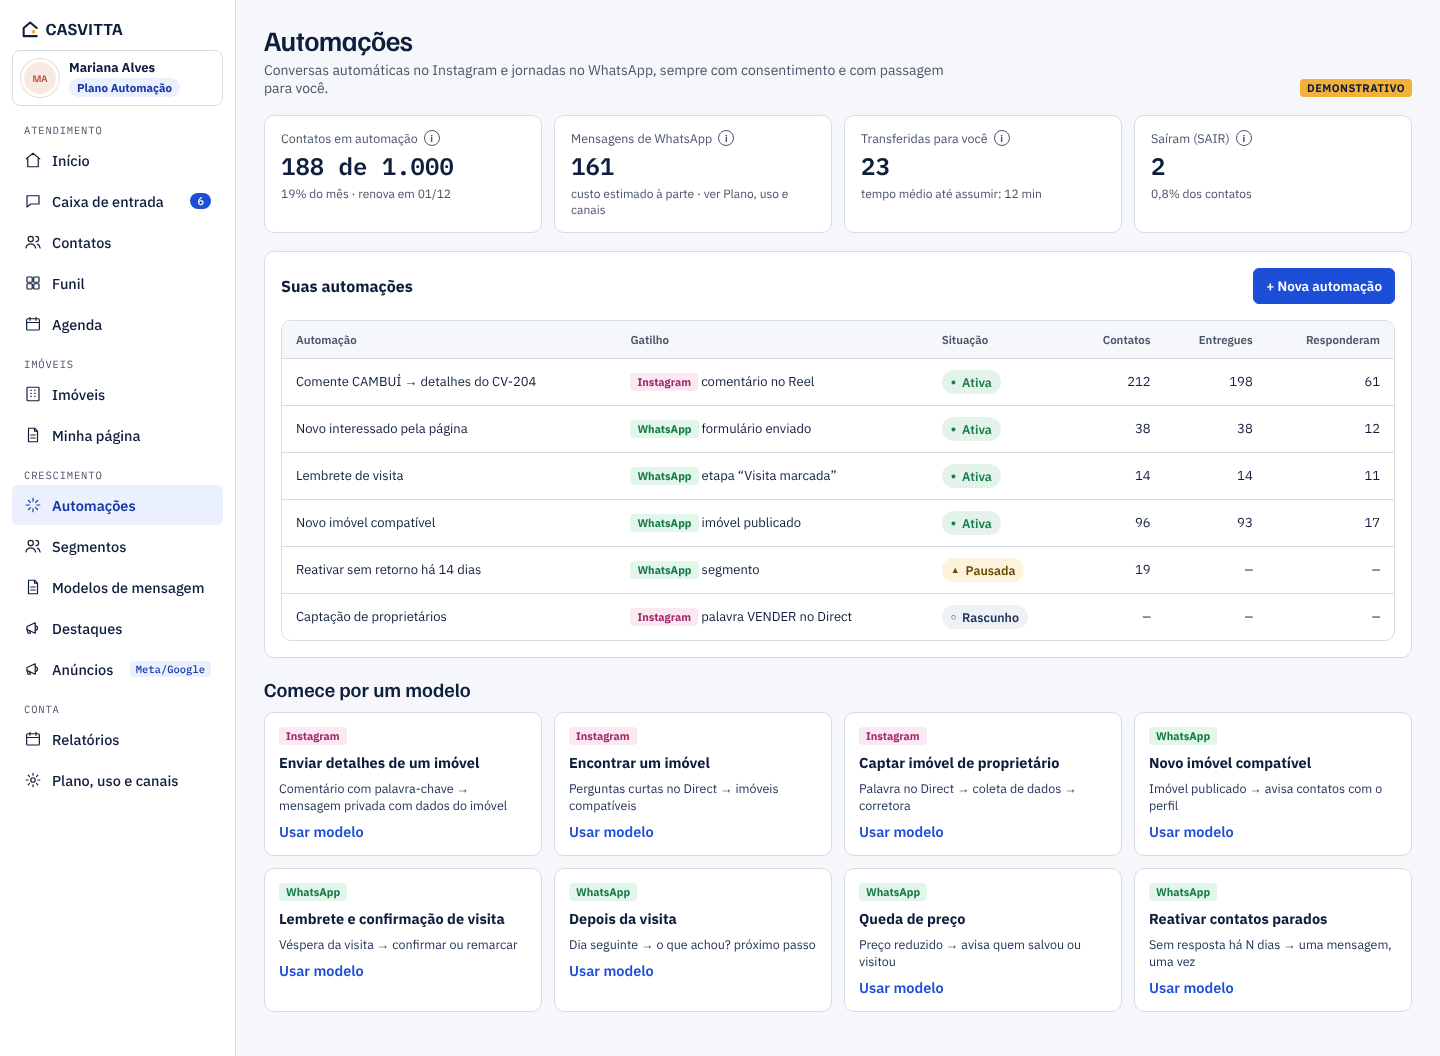 CASVITTA
MA
Mariana Alves
Plano Automação
ATENDIMENTO
Início
Caixa de entrada 6
Contatos
Funil
Agenda
IMÓVEIS
Imóveis
Minha página
CRESCIMENTO
Automações
Segmentos
Modelos de mensagem
Destaques
Anúncios Meta/Google
CONTA
Relatórios
Plano, uso e canais
Automações
Conversas automáticas no Instagram e jornadas no WhatsApp, sempre com consentimento e com passagem
para você.
DEMONSTRATIVO
Contatos em automação i
188 de 1.000
19% do mês · renova em 01/12
Mensagens de WhatsApp i
161
custo estimado à parte · ver Plano, uso e
canais
Transferidas para você i
23
tempo médio até assumir: 12 min
Saíram (SAIR) i
2
0,8% dos contatos
Suas automações
+ Nova automação
Automação Gatilho Situação Contatos Entregues Responderam
Comente CAMBUÍ → detalhes do CV-204 Instagram comentário no Reel • Ativa 212 198 61
Novo interessado pela página WhatsApp formulário enviado • Ativa 38 38 12
Lembrete de visita WhatsApp etapa “Visita marcada” • Ativa 14 14 11
Novo imóvel compatível WhatsApp imóvel publicado • Ativa 96 93 17
Reativar sem retorno há 14 dias WhatsApp segmento ▲ Pausada 19 – –
Captação de proprietários Instagram palavra VENDER no Direct ○ Rascunho – – –
Comece por um modelo
Instagram
Enviar detalhes de um imóvel
Comentário com palavra-chave →
mensagem privada com dados do imóvel
Usar modelo
Instagram
Encontrar um imóvel
Perguntas curtas no Direct → imóveis
compatíveis
Usar modelo
Instagram
Captar imóvel de proprietário
Palavra no Direct → coleta de dados →
corretora
Usar modelo
WhatsApp
Novo imóvel compatível
Imóvel publicado → avisa contatos com o
perfil
Usar modelo
WhatsApp
Lembrete e confirmação de visita
Véspera da visita → confirmar ou remarcar
Usar modelo
WhatsApp
Depois da visita
Dia seguinte → o que achou? próximo passo
Usar modelo
WhatsApp
Queda de preço
Preço reduzido → avisa quem salvou ou
visitou
Usar modelo
WhatsApp
Reativar contatos parados
Sem resposta há N dias → uma mensagem,
uma vez
Usar modelo